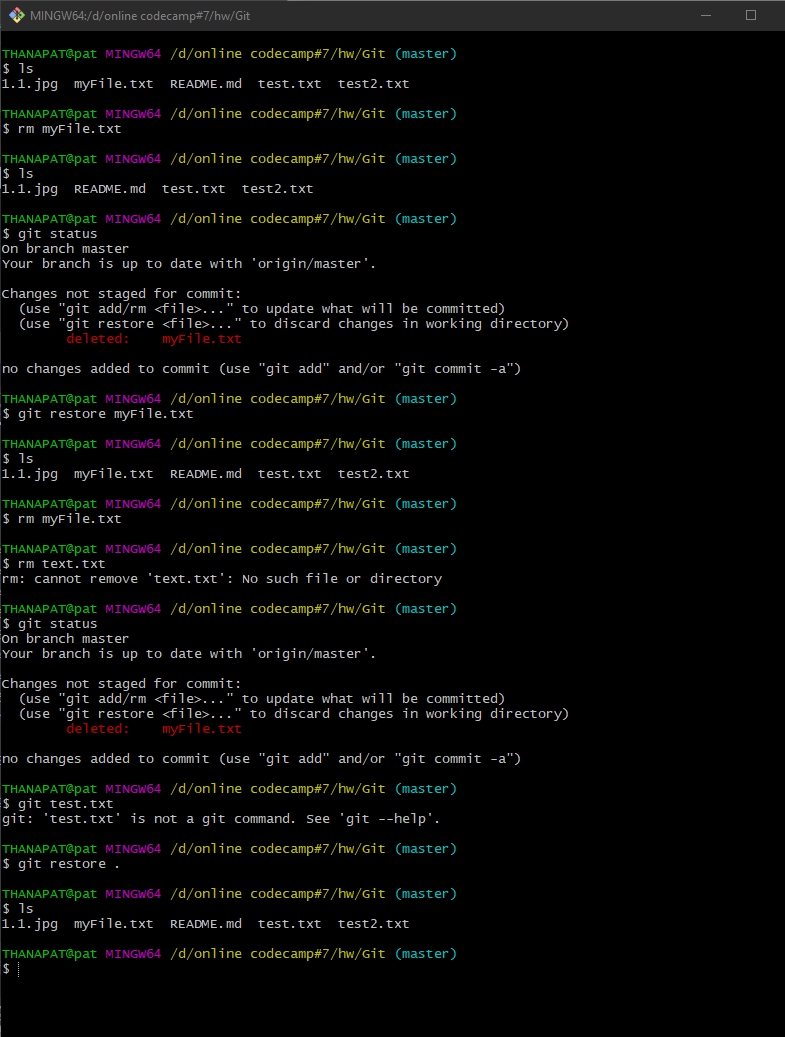 MINGW64:/d/online codecamp#7/hw/Git
THANAPAT@pat MINGW64 /d/online codecamp#7/hw/Git (master)
$ ls
1.1.jpg  myFile.txt  README.md  test.txt  test2.txt
THANAPAT@pat MINGW64 /d/online codecamp#7/hw/Git (master)
$ rm myFile.txt
THANAPAT@pat MINGW64 /d/online codecamp#7/hw/Git (master)
$ ls
1.1.jpg  README.md  test.txt  test2.txt
THANAPAT@pat MINGW64 /d/online codecamp#7/hw/Git (master)
$ git status
On branch master
Your branch is up to date with 'origin/master'.
Changes not staged for commit:
  (use "git add/rm <file>..." to update what will be committed)
  (use "git restore <file>..." to discard changes in working directory)
        deleted:    myFile.txt
no changes added to commit (use "git add" and/or "git commit -a")
THANAPAT@pat MINGW64 /d/online codecamp#7/hw/Git (master)
$ git restore myFile.txt
THANAPAT@pat MINGW64 /d/online codecamp#7/hw/Git (master)
$ ls
1.1.jpg  myFile.txt  README.md  test.txt  test2.txt
THANAPAT@pat MINGW64 /d/online codecamp#7/hw/Git (master)
$ rm myFile.txt
THANAPAT@pat MINGW64 /d/online codecamp#7/hw/Git (master)
$ rm text.txt
rm: cannot remove 'text.txt': No such file or directory
THANAPAT@pat MINGW64 /d/online codecamp#7/hw/Git (master)
$ git status
On branch master
Your branch is up to date with 'origin/master'.
Changes not staged for commit:
  (use "git add/rm <file>..." to update what will be committed)
  (use "git restore <file>..." to discard changes in working directory)
        deleted:    myFile.txt
no changes added to commit (use "git add" and/or "git commit -a")
THANAPAT@pat MINGW64 /d/online codecamp#7/hw/Git (master)
$ git test.txt
git: 'test.txt' is not a git command. See 'git --help'.
THANAPAT@pat MINGW64 /d/online codecamp#7/hw/Git (master)
$ git restore .
THANAPAT@pat MINGW64 /d/online codecamp#7/hw/Git (master)
$ ls
1.1.jpg  myFile.txt  README.md  test.txt  test2.txt
THANAPAT@pat MINGW64 /d/online codecamp#7/hw/Git (master)
$